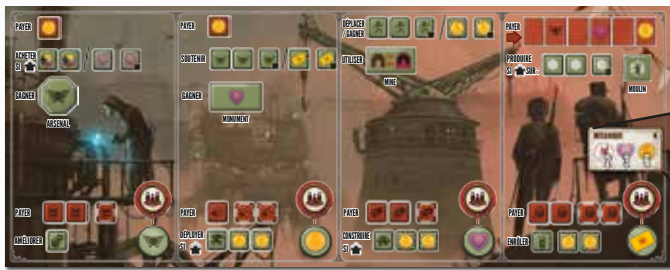 PAYER
ACHETER
SI
/
GAGNER
ARSENAL
PAYER
AMÉLIORER
PAYER
SOUTENIR
/
GAGNER
MONUMENT
PAYER
DÉPLOYER
SI
DÉPLACER
/ GAGNER
/
UTILISER
MINE
PAYER
CONSTRUIRE
SI
PAYER
PRODUIRE
SI SUR :
MOULIN
PAYER
ENRÔLER